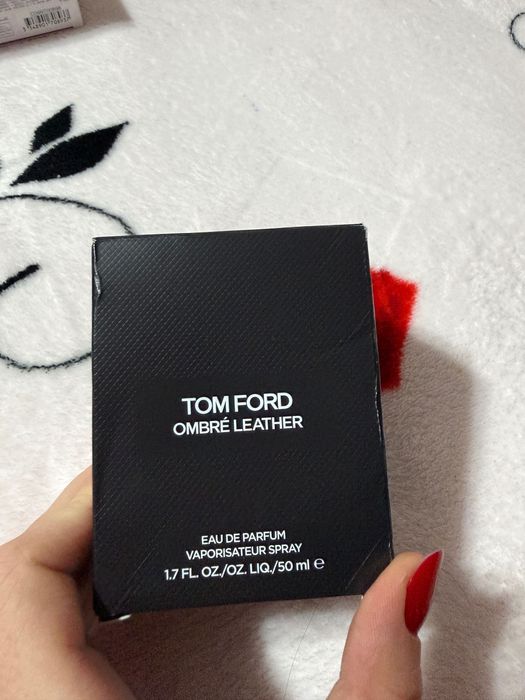 TOM FORD
OMBRÉ LEATHER
EAU DE PARFUM
VAPORISATEUR SPRAY
1.7 FL. OZ./OZ. LIQ./50 ml ℮